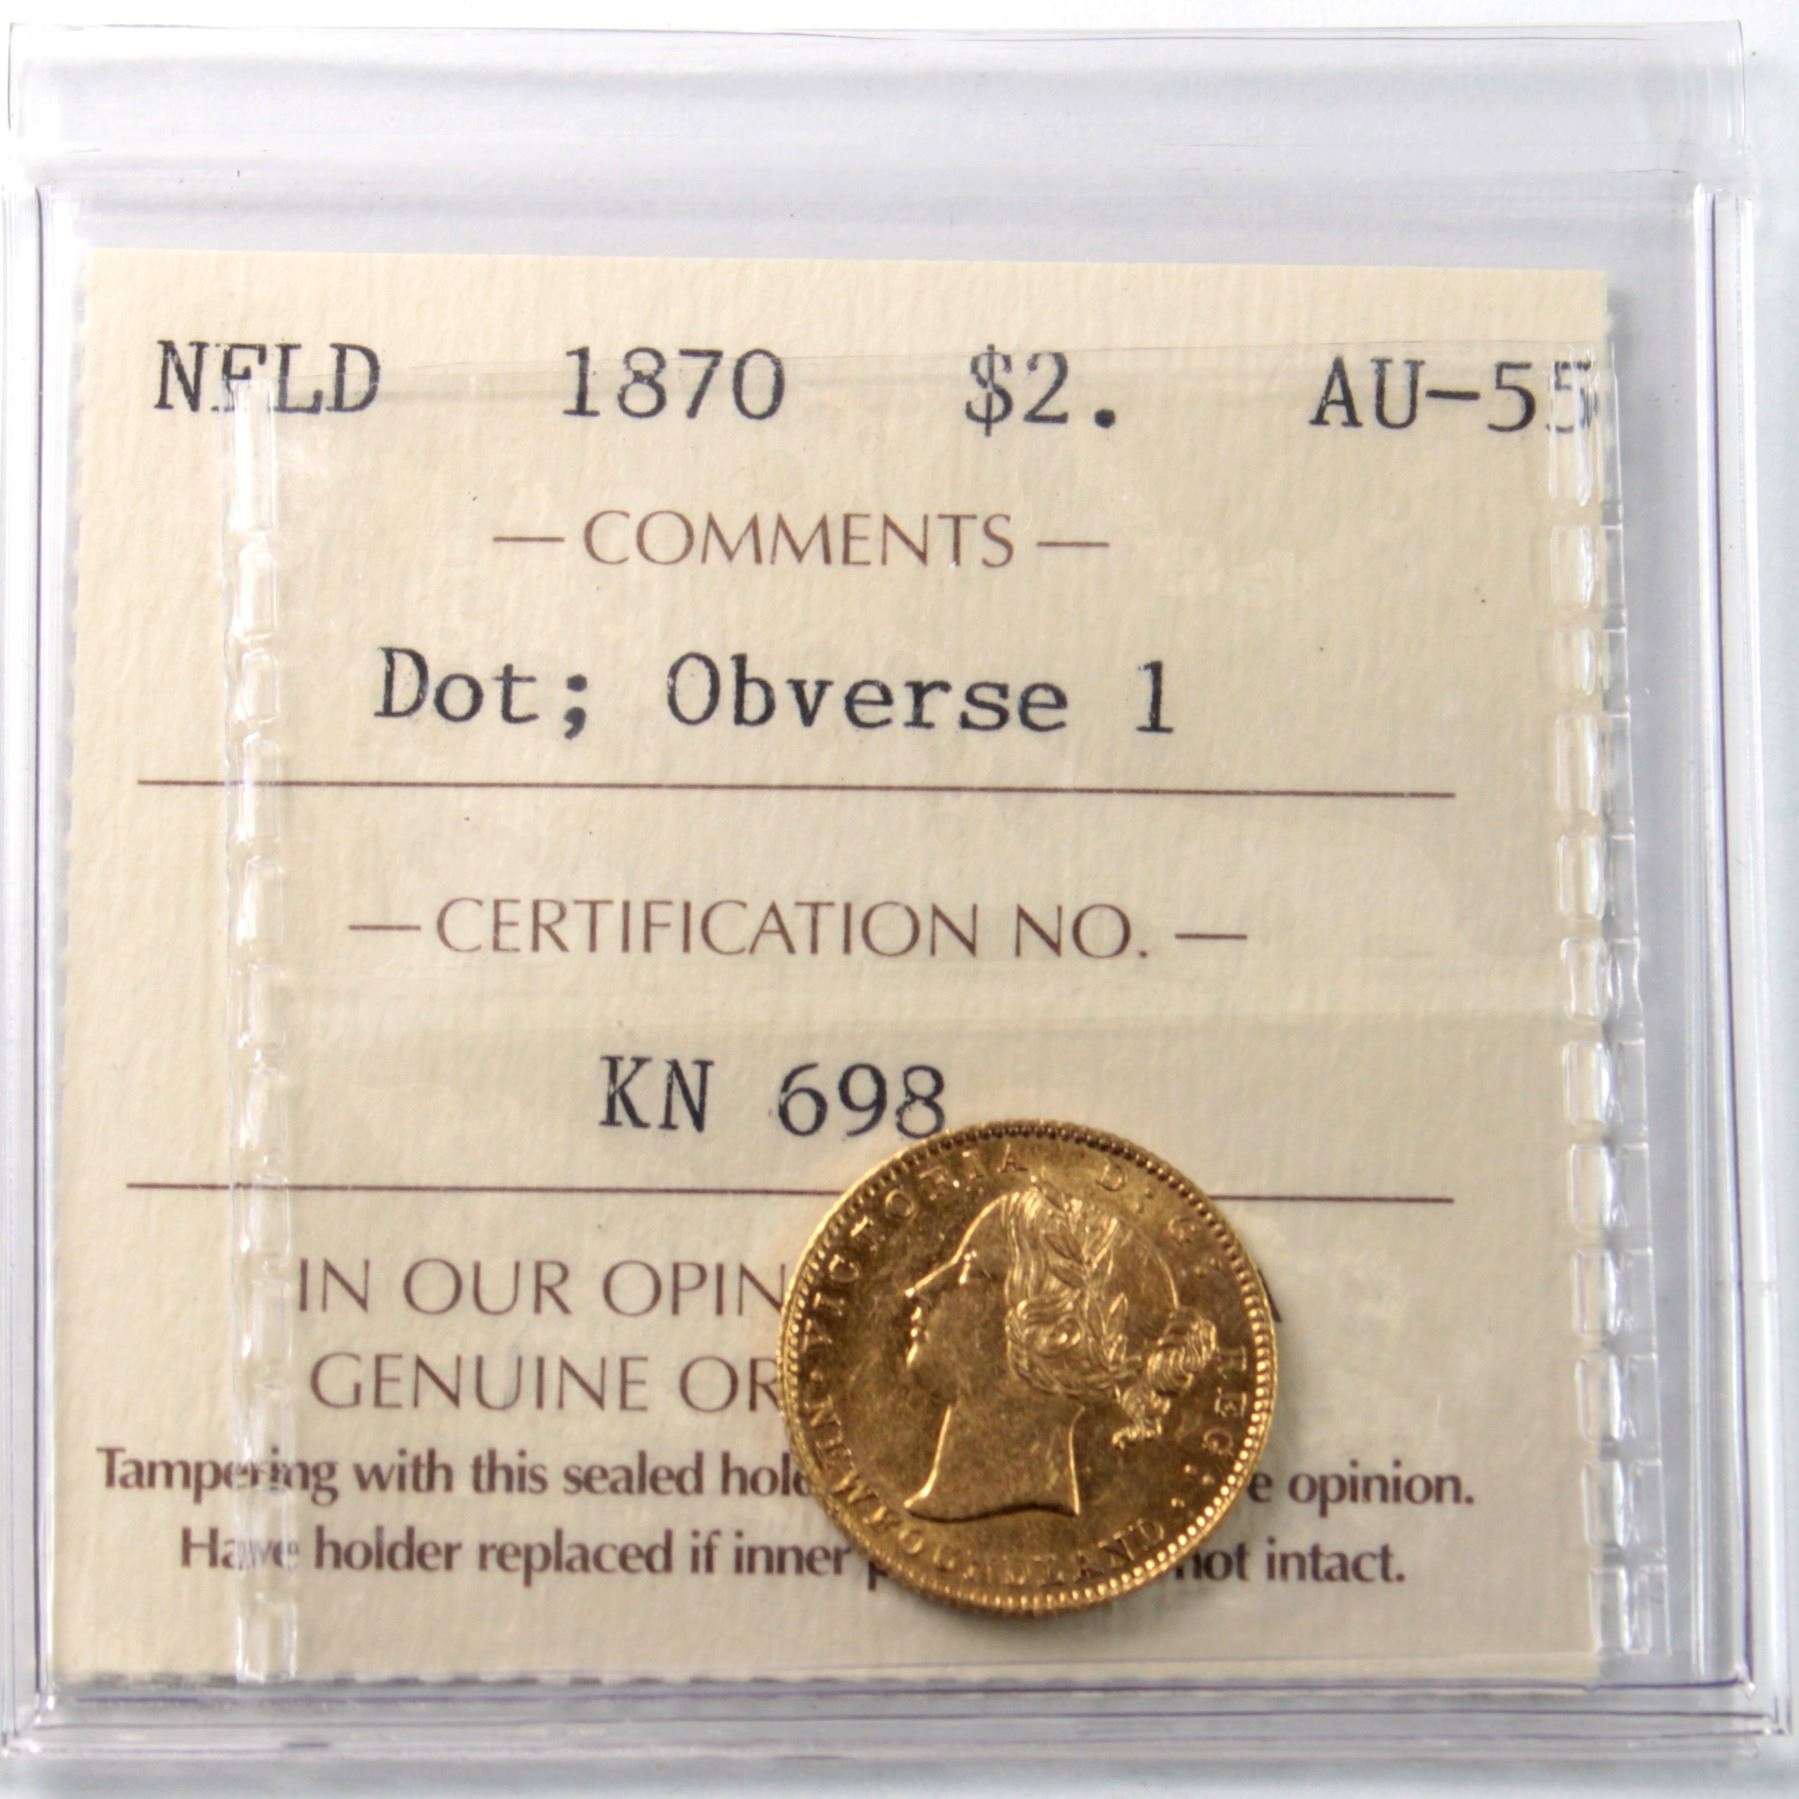 NFLD 1870 $2. AU-55
— COMMENTS —
Dot; Obverse 1
— CERTIFICATION NO. —
KN 698
IN OUR OPIN
GENUINE OR
Tampering with this sealed hol e opinion.
Have holder replaced if inner p not intact.
VICTORIA D: G: REG:
NEWFOUNDLAND